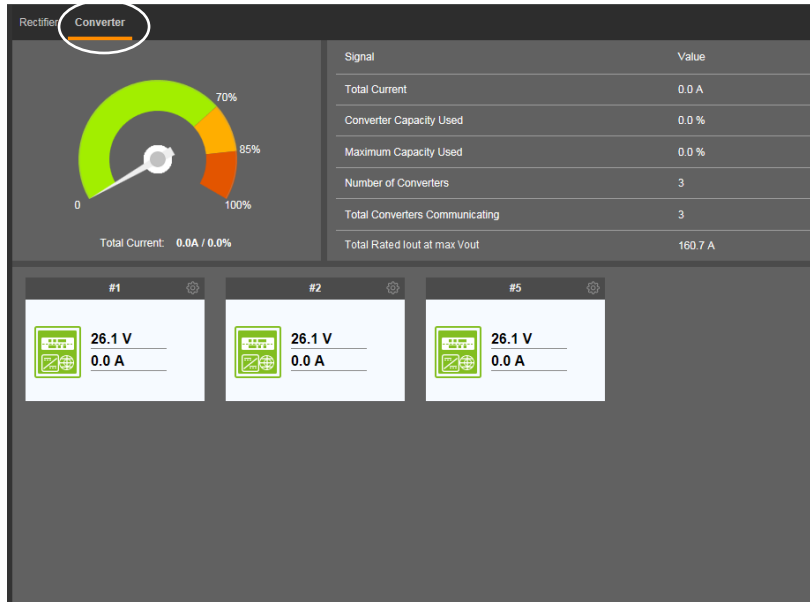 Rectifier Converter
70%
85%
0
100%
Total Current: 0.0A / 0.0%
Signal Value
Total Current 0.0 A
Converter Capacity Used 0.0 %
Maximum Capacity Used 0.0 %
Number of Converters 3
Total Converters Communicating 3
Total Rated Iout at max Vout 160.7 A
#1
26.1 V
0.0 A
#2
26.1 V
0.0 A
#5
26.1 V
0.0 A